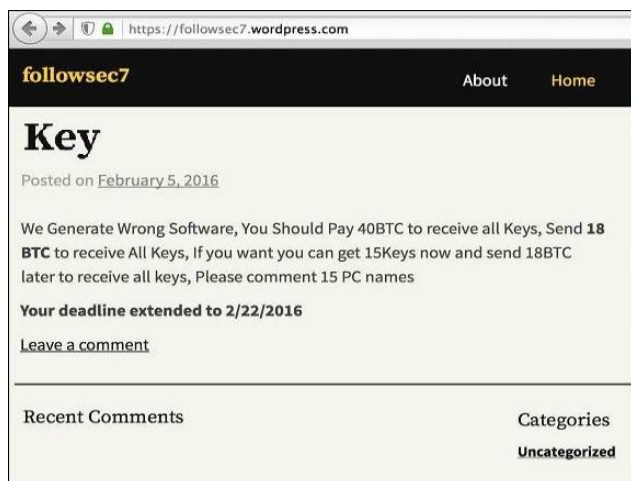 https://followsec7.wordpress.com
followsec7
About Home
Key
Posted on February 5, 2016
We Generate Wrong Software, You Should Pay 40BTC to receive all Keys, Send 18
BTC to receive All Keys, If you want you can get 15Keys now and send 18BTC
later to receive all keys, Please comment 15 PC names
Your deadline extended to 2/22/2016
Leave a comment
Recent Comments
Categories
Uncategorized